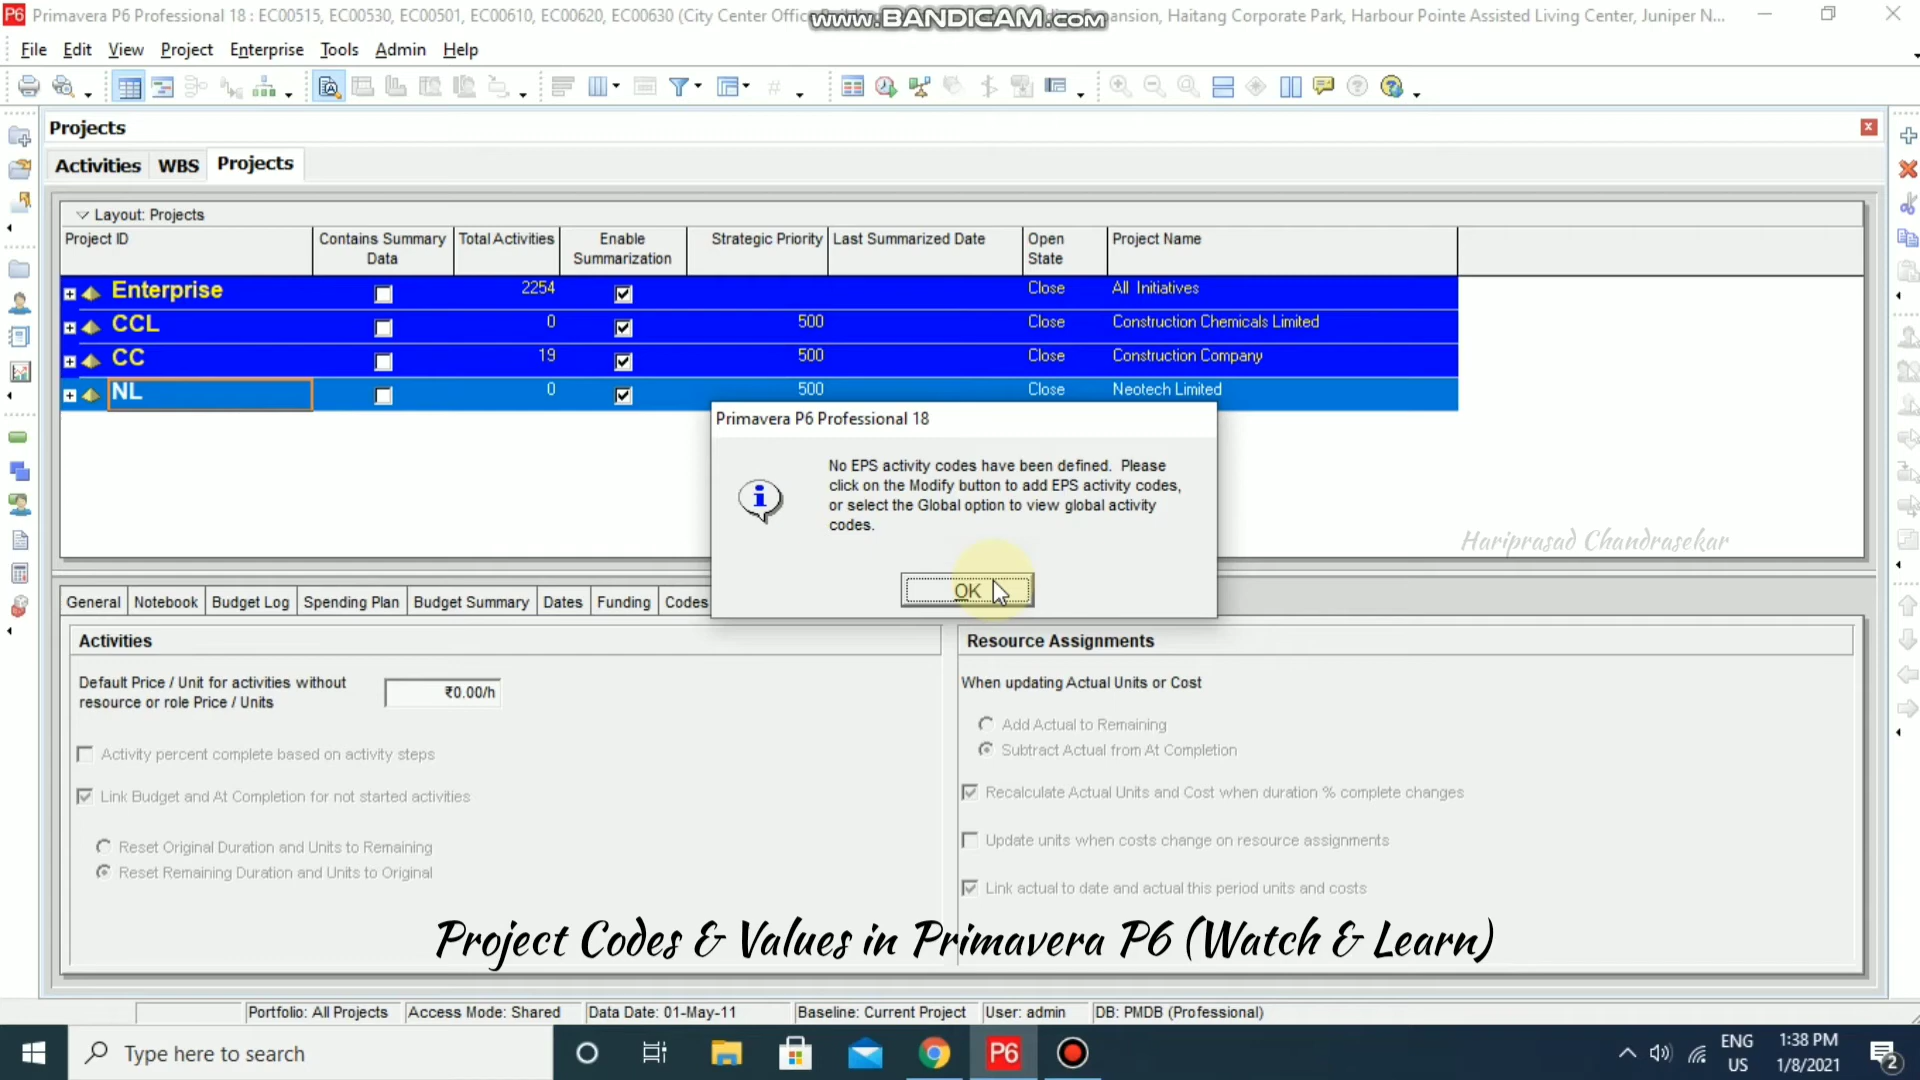 Primavera P6 Professional 18 : EC00515, EC00530, EC00501, EC00610, EC00620, EC00630 (City Center Offic
www.BANDICAM.com
pansion, Haitang Corporate Park, Harbour Pointe Assisted Living Center, Juniper N...
File Edit View Project Enterprise Tools Admin Help
Projects
Activities WBS Projects
Layout: Projects
Project ID Contains Summary Data Total Activities Enable Summarization Strategic Priority Last Summarized Date Open State Project Name
Enterprise 2254 Close All Initiatives
CCL 0 500 Close Construction Chemicals Limited
CC 19 500 Close Construction Company
NL 0 500 Close Neotech Limited
Primavera P6 Professional 18
No EPS activity codes have been defined. Please
click on the Modify button to add EPS activity codes,
or select the Global option to view global activity
codes.
OK
Hariprasad Chandrasekar
General Notebook Budget Log Spending Plan Budget Summary Dates Funding Codes
Activities
Default Price / Unit for activities without
resource or role Price / Units
₹0.00/h
Activity percent complete based on activity steps
Link Budget and At Completion for not started activities
Reset Original Duration and Units to Remaining
Reset Remaining Duration and Units to Original
Resource Assignments
When updating Actual Units or Cost
Add Actual to Remaining
Subtract Actual from At Completion
Recalculate Actual Units and Cost when duration % complete changes
Update units when costs change on resource assignments
Link actual to date and actual this period units and costs
Project Codes & Values in Primavera P6 (Watch & Learn)
Portfolio: All Projects Access Mode: Shared Data Date: 01-May-11 Baseline: Current Project User: admin DB: PMDB (Professional)
Type here to search
P6
ENG
US
1:38 PM
1/8/2021
2